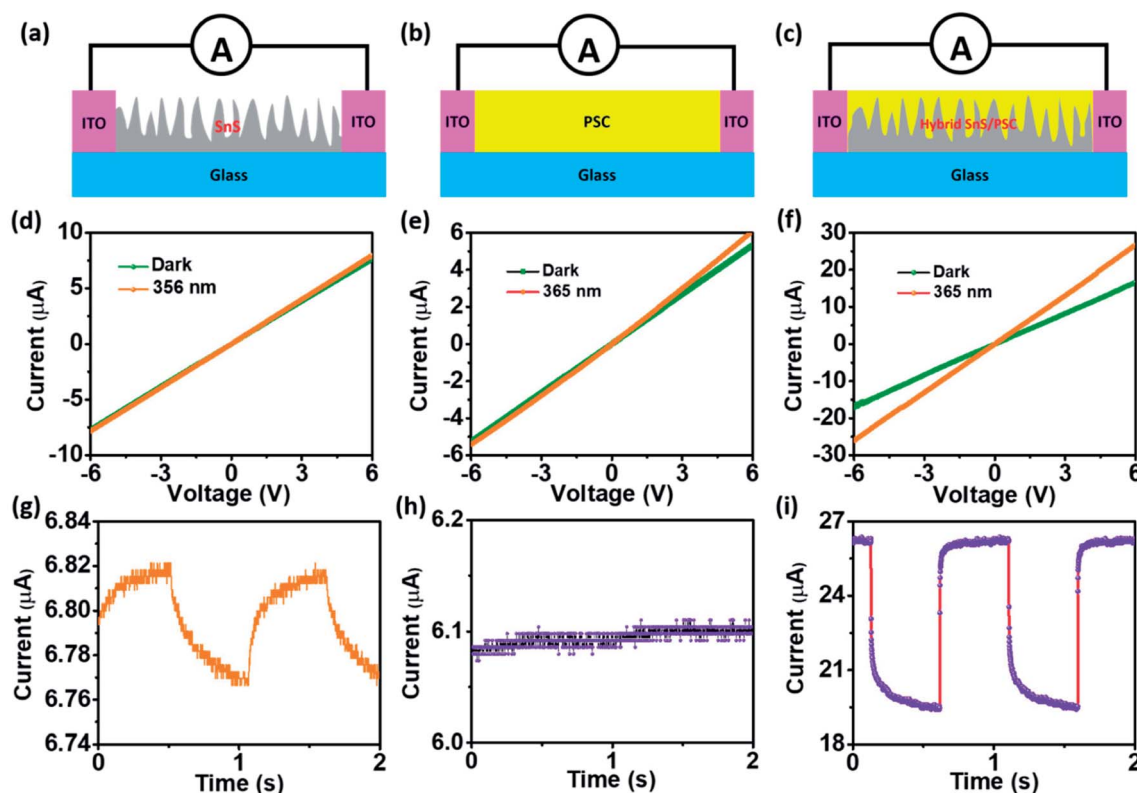 (a)
A
ITO
SnS
ITO
Glass
(b)
A
ITO
PSC
ITO
Glass
(c)
A
ITO
Hybrid SnS/PSC
ITO
Glass
(d)
10
5
0
-5
-10
Current (μA)
Dark
356 nm
-6 -3 0 3 6
Voltage (V)
(e)
6
4
2
0
-2
-4
-6
Current (μA)
Dark
365 nm
-6 -3 0 3 6
Voltage (V)
(f)
30
20
10
0
-10
-20
-30
Current (μA)
Dark
365 nm
-6 -3 0 3 6
Voltage (V)
(g)
6.84
6.82
6.80
6.78
6.76
6.74
Current (μA)
0 1 2
Time (s)
(h)
6.2
6.1
6.0
Current (μA)
0 1 2
Time (s)
(i)
27
24
21
18
Current (μA)
0 1 2
Time (s)